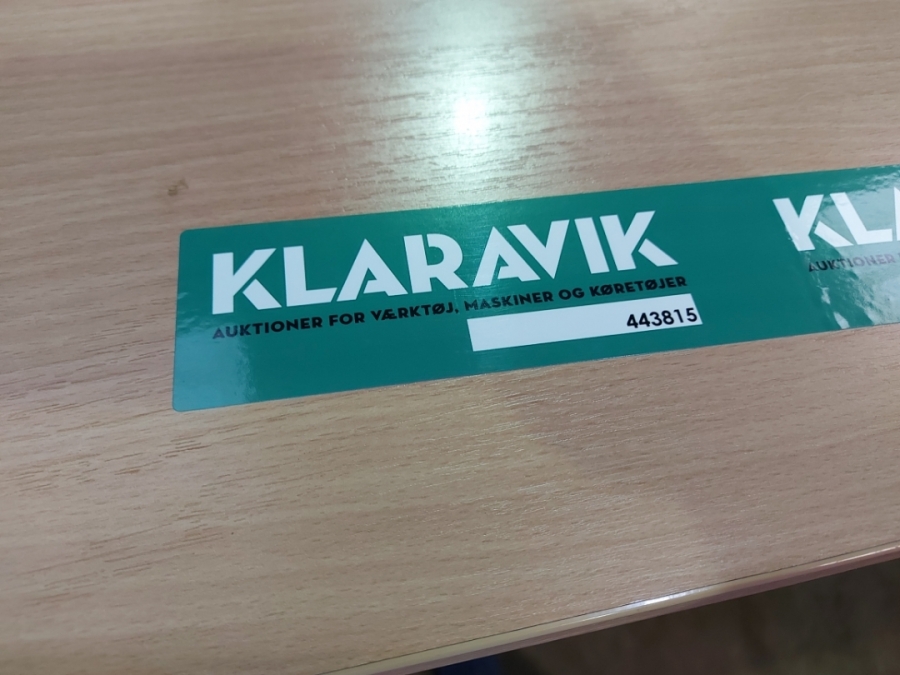 KLARAVIK
AUKTIONER FOR VÆRKTØJ, MASKINER OG KØRETØJER
443815
KLA
AUKTIONER